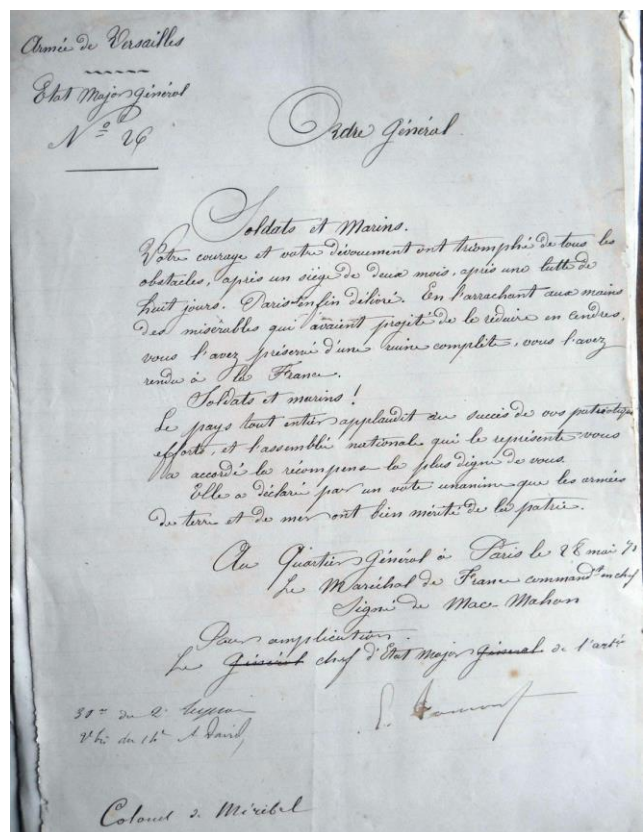 Armée de Versailles
Etat Major Général
Nº 26
Ordre Général
Soldats et Marins.
Votre courage et votre dévouement ont triomphé de tous les
obstacles, après un siège de deux mois, après une lutte de
huit jours. Paris enfin délivré. En l'arrachant aux mains
des misérables qui avaient projeté de le réduire en cendres,
vous l'avez préservé d'une ruine complète, vous l'avez
rendu à la France.
Soldats et marins !
Le pays tout entier applaudit au succès de vos patriotiques
efforts, et l'assemblée nationale qui le représente vous
a accordé la récompense la plus digne de vous.
Elle a déclaré par un vote unanime que les armées
de terre et de mer ont bien mérité de la patrie.
Au Quartier Général à Paris le 28 mai 71
Le Maréchal de France commandt en chef
Signé de Mac-Mahon
Pour ampliation.
Le Général chef d'Etat major Général de l'artie
Colonel de Miribel